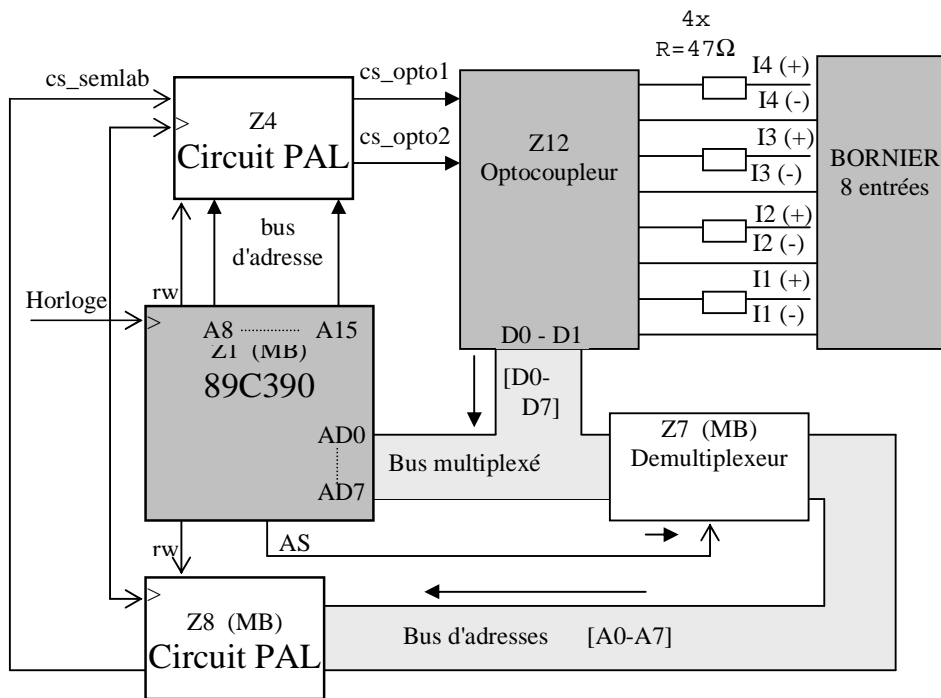 4x
R=47Ω
cs_semlab
cs_opto1
cs_opto2
Z4
Circuit PAL
Z12
Optocoupleur
I4 (+)
I4 (-)
I3 (+)
I3 (-)
I2 (+)
I2 (-)
I1 (+)
I1 (-)
BORNIER
8 entrées
bus
d'adresse
rw
Horloge
A8 A15
Z1 (MB)
89C390
D0 - D1
[D0-
D7]
AD0
AD7
Bus multiplexé
Z7 (MB)
Demultiplexeur
rw
AS
Z8 (MB)
Circuit PAL
Bus d'adresses [A0-A7]